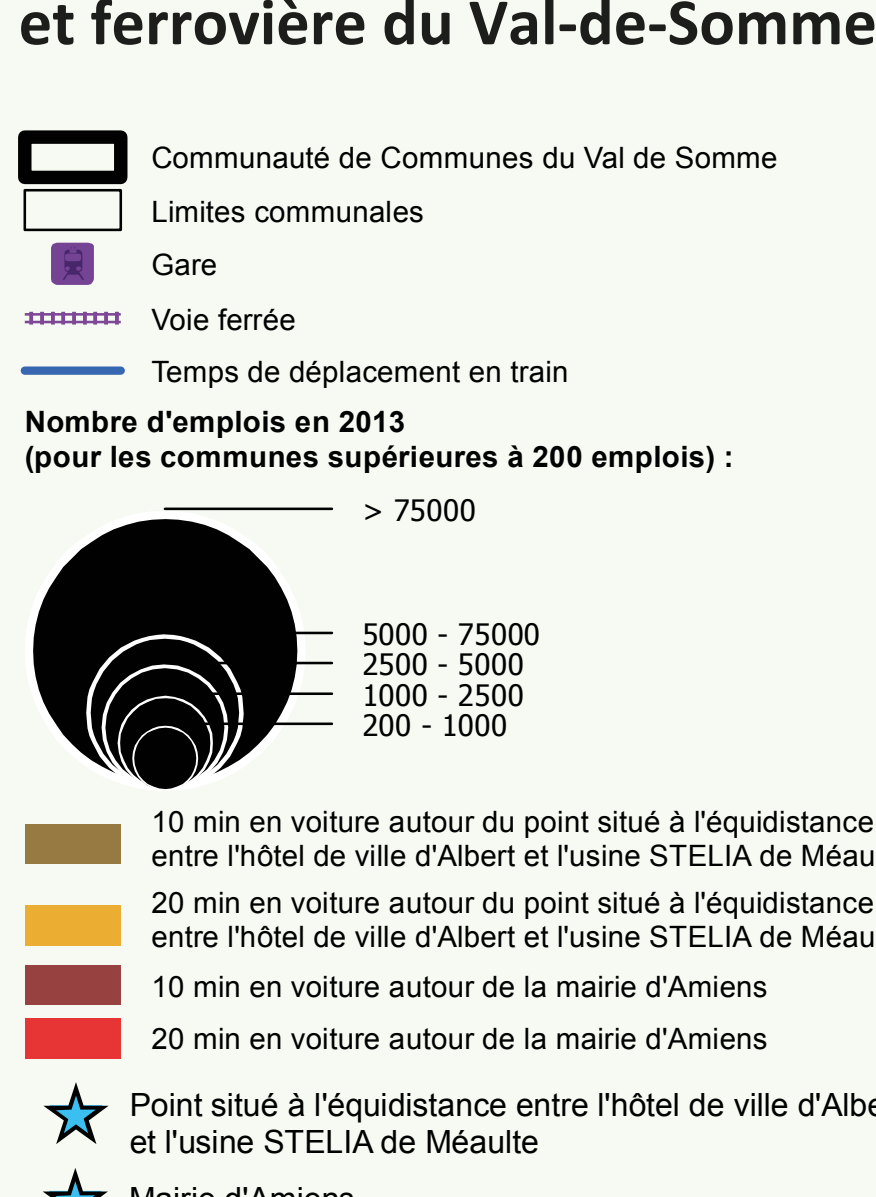 et ferrovière du Val-de-Somme
Communauté de Communes du Val de Somme
Limites communales
Gare
Voie ferrée
Temps de déplacement en train
Nombre d'emplois en 2013
(pour les communes supérieures à 200 emplois) :
> 75000
5000 - 75000
2500 - 5000
1000 - 2500
200 - 1000
10 min en voiture autour du point situé à l'équidistance
entre l'hôtel de ville d'Albert et l'usine STELIA de Méau
20 min en voiture autour du point situé à l'équidistance
entre l'hôtel de ville d'Albert et l'usine STELIA de Méau
10 min en voiture autour de la mairie d'Amiens
20 min en voiture autour de la mairie d'Amiens
Point situé à l'équidistance entre l'hôtel de ville d'Albe
et l'usine STELIA de Méaulte
Mairie d'Amiens